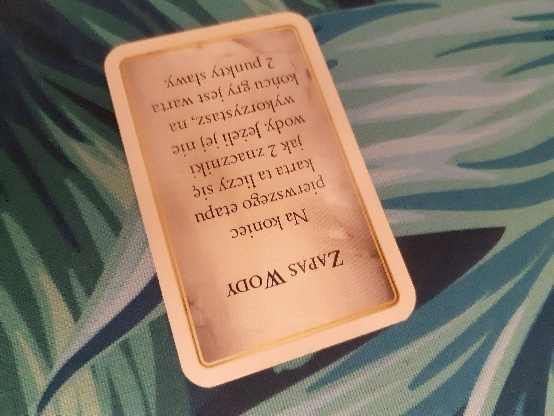 ZAPAS WODY
Na koniec
pierwszego etapu
karta ta liczy się
jak 2 znaczniki
wody. Jeżeli jej nie
wykorzystasz, na
końcu gry jest warta
2 punkty sławy.